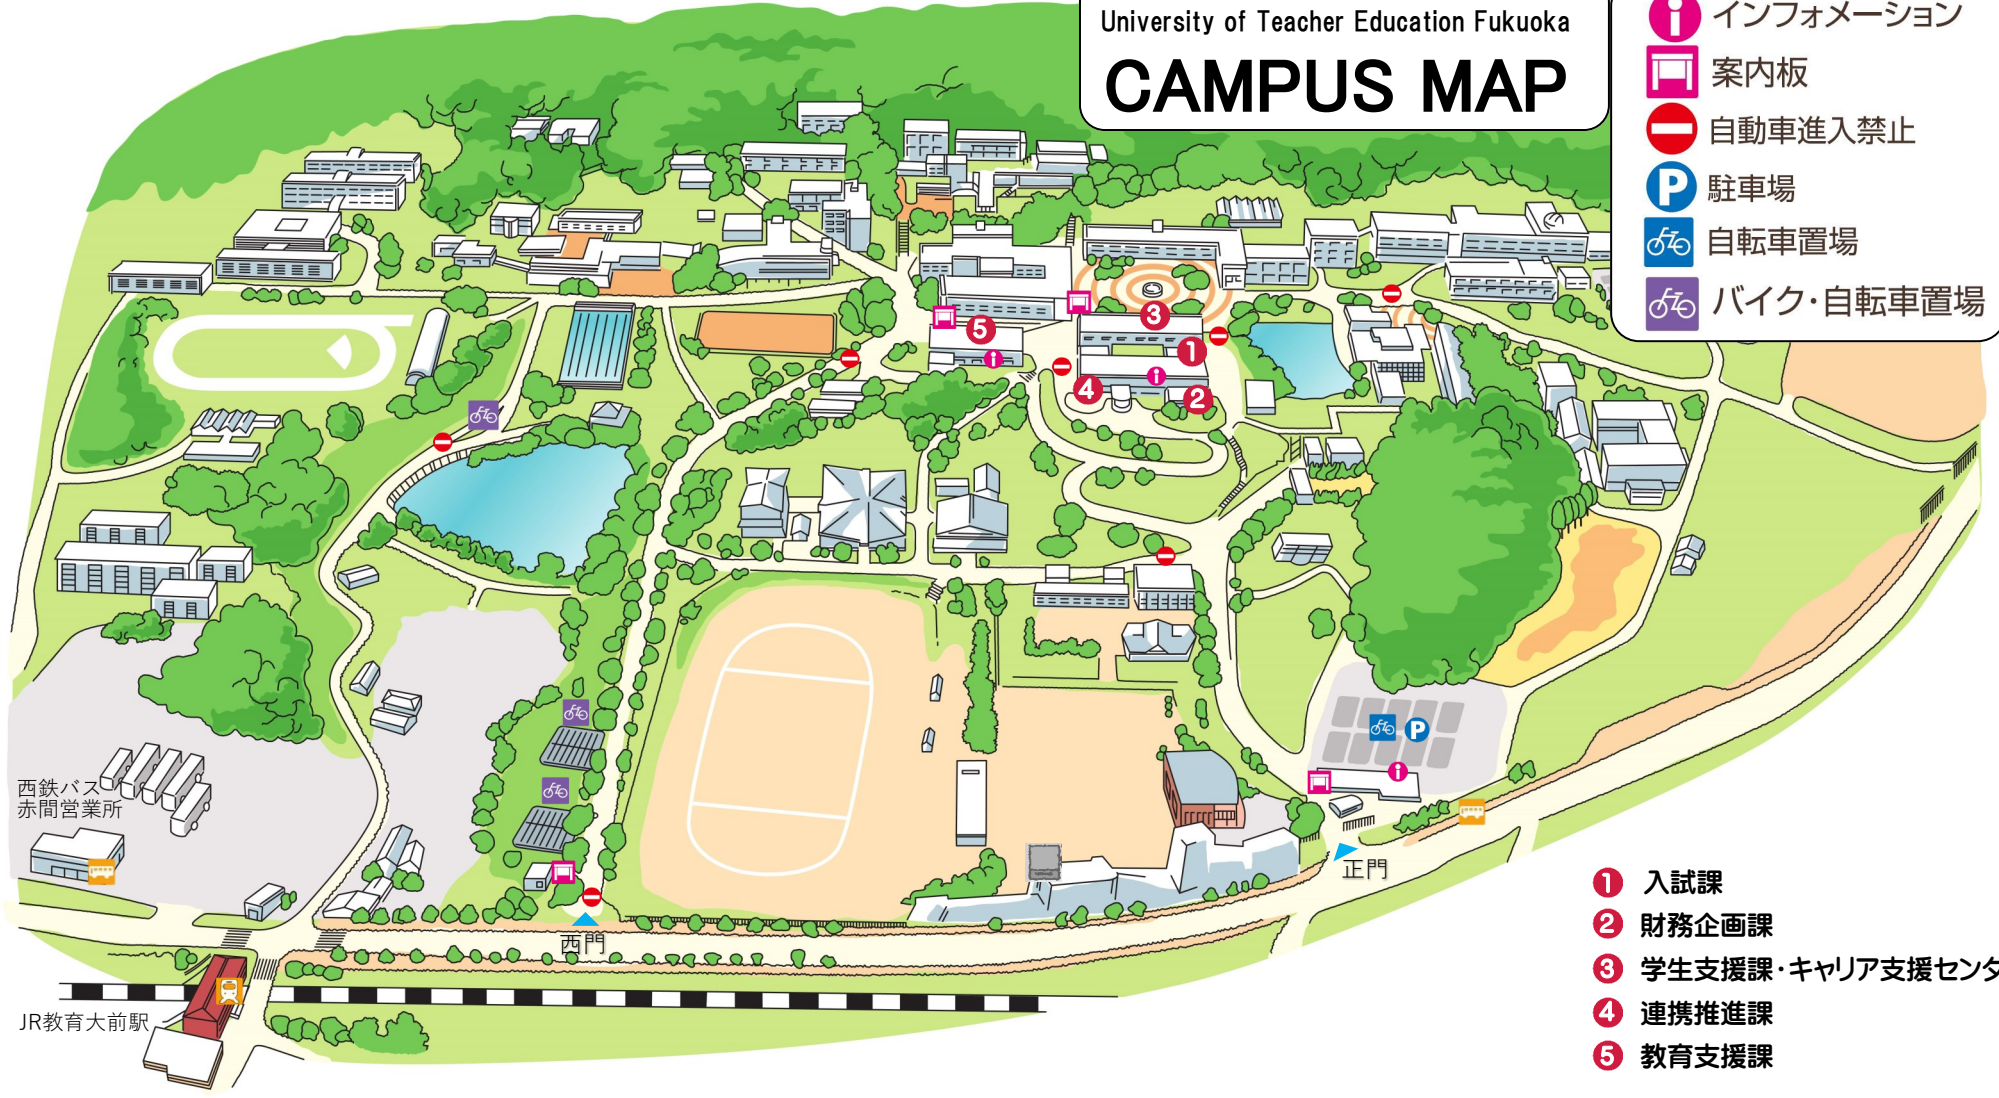 University of Teacher Education Fukuoka
CAMPUS MAP
インフォメーション
案内板
自動車進入禁止
P 駐車場
自転車置場
バイク・自転車置場
3
5
1
4
2
P
西鉄バス
赤間営業所
正門
西門
JR教育大前駅
1 入試課
2 財務企画課
3 学生支援課・キャリア支援センタ
4 連携推進課
5 教育支援課